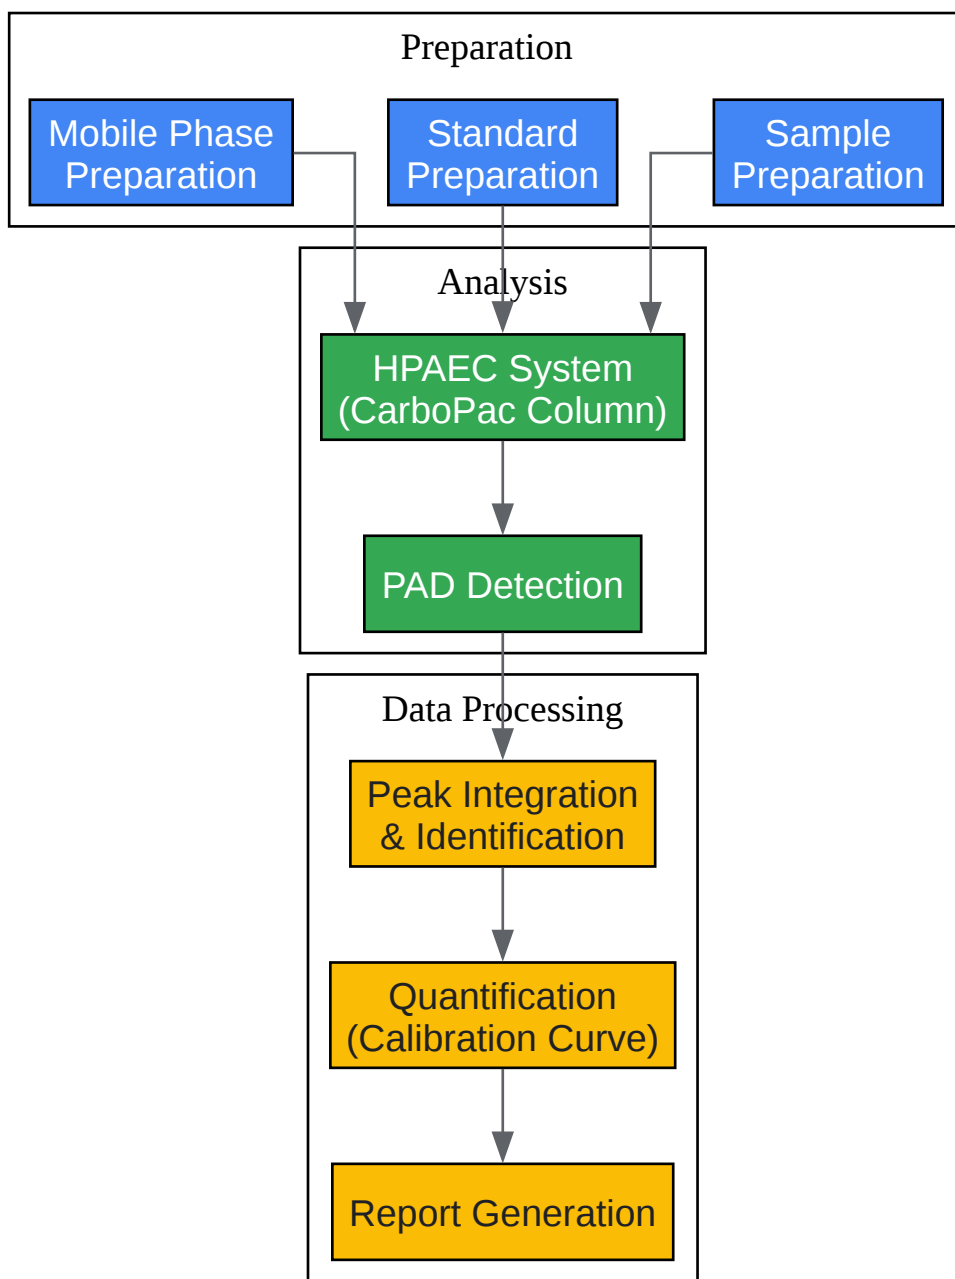 Preparation
Mobile Phase
Preparation
Standard
Preparation
Sample
Preparation
Analysis
HPAEC System
(CarboPac Column)
PAD Detection
Data Processing
Peak Integration
& Identification
Quantification
(Calibration Curve)
Report Generation